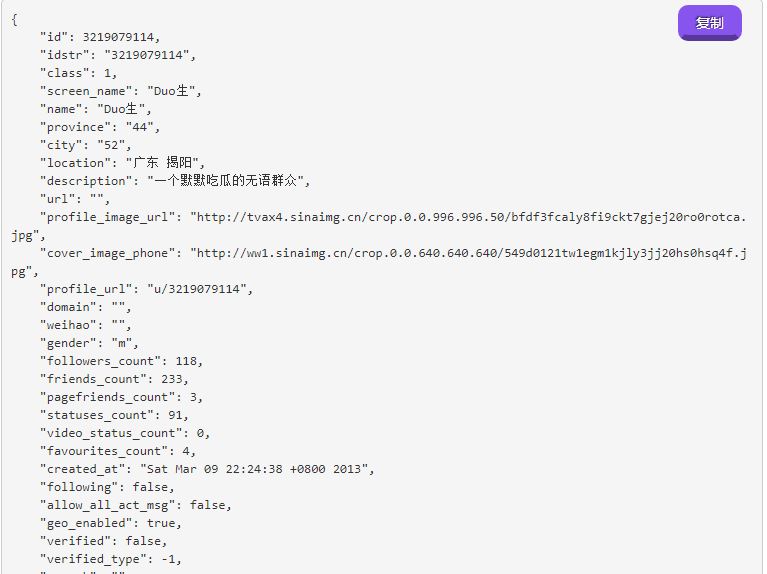 {
复制
"id": 3219079114,
"idstr": "3219079114",
"class": 1,
"screen_name": "Duo生",
"name": "Duo生",
"province": "44",
"city": "52",
"location": "广东 揭阳",
"description": "一个默默吃瓜的无语群众",
"url": "",
"profile_image_url": "http://tvax4.sinaimg.cn/crop.0.0.996.996.50/bfdf3fcaly8fi9ckt7gjej20ro0rotca.
jpg",
"cover_image_phone": "http://ww1.sinaimg.cn/crop.0.0.640.640.640/549d0121tw1egm1kjly3jj20hs0hsq4f.j
pg",
"profile_url": "u/3219079114",
"domain": "",
"weihao": "",
"gender": "m",
"followers_count": 118,
"friends_count": 233,
"pagefriends_count": 3,
"statuses_count": 91,
"video_status_count": 0,
"favourites_count": 4,
"created_at": "Sat Mar 09 22:24:38 +0800 2013",
"following": false,
"allow_all_act_msg": false,
"geo_enabled": true,
"verified": false,
"verified_type": -1,